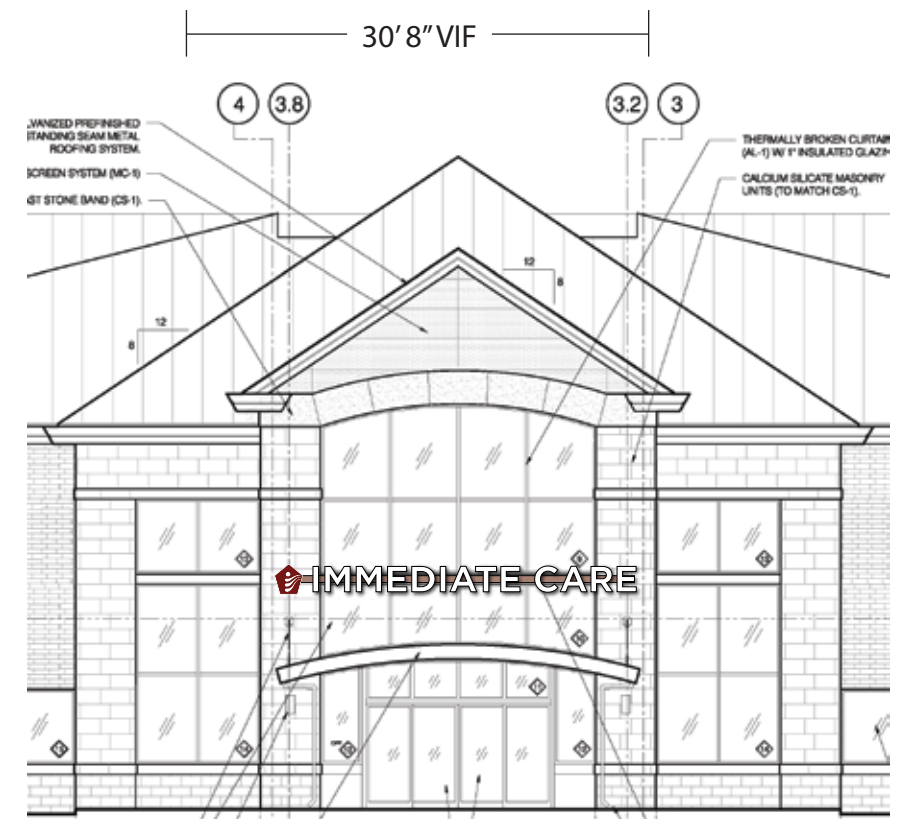 30' 8" VIF
4 3.8 3.2 3
VANIZED PREFINISHED
STANDING SEAM METAL
ROOFING SYSTEM.
SCREEN SYSTEM (MC-1)
ST STONE BAND (CS-1).
THERMALLY BROKEN CURTAIN
(AL-1) W/ 1" INSULATED GLAZIN
CALCIUM SILICATE MASONRY
UNITS (TO MATCH CS-1).
12
8
12
8
IMMEDIATE CARE